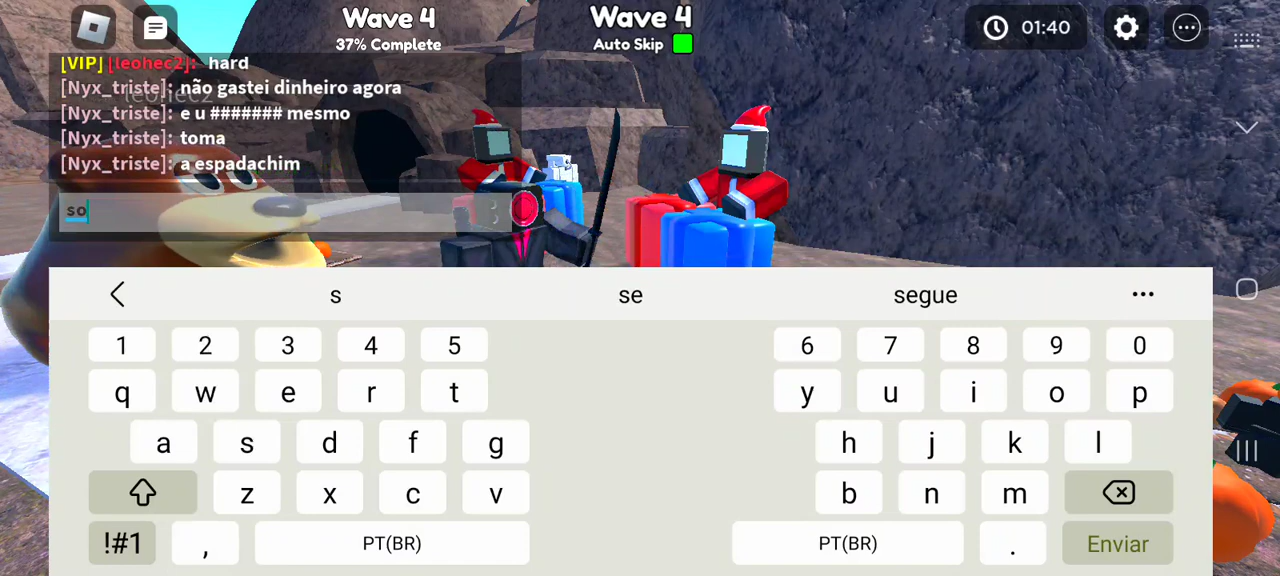 Wave 4
37% Complete
Wave 4
Auto Skip
01:40
[VIP] [leohec2]: hard
[Nyx_triste]: não gastei dinheiro agora
leohec2
[Nyx_triste]: e u ####### mesmo
[Nyx_triste]: toma
[Nyx_triste]: a espadachim
so
s se segue
1 2 3 4 5 6 7 8 9 0
q w e r t y u i o p
a s d f g h j k l
z x c v b n m
!#1 , PT(BR) PT(BR) . Enviar